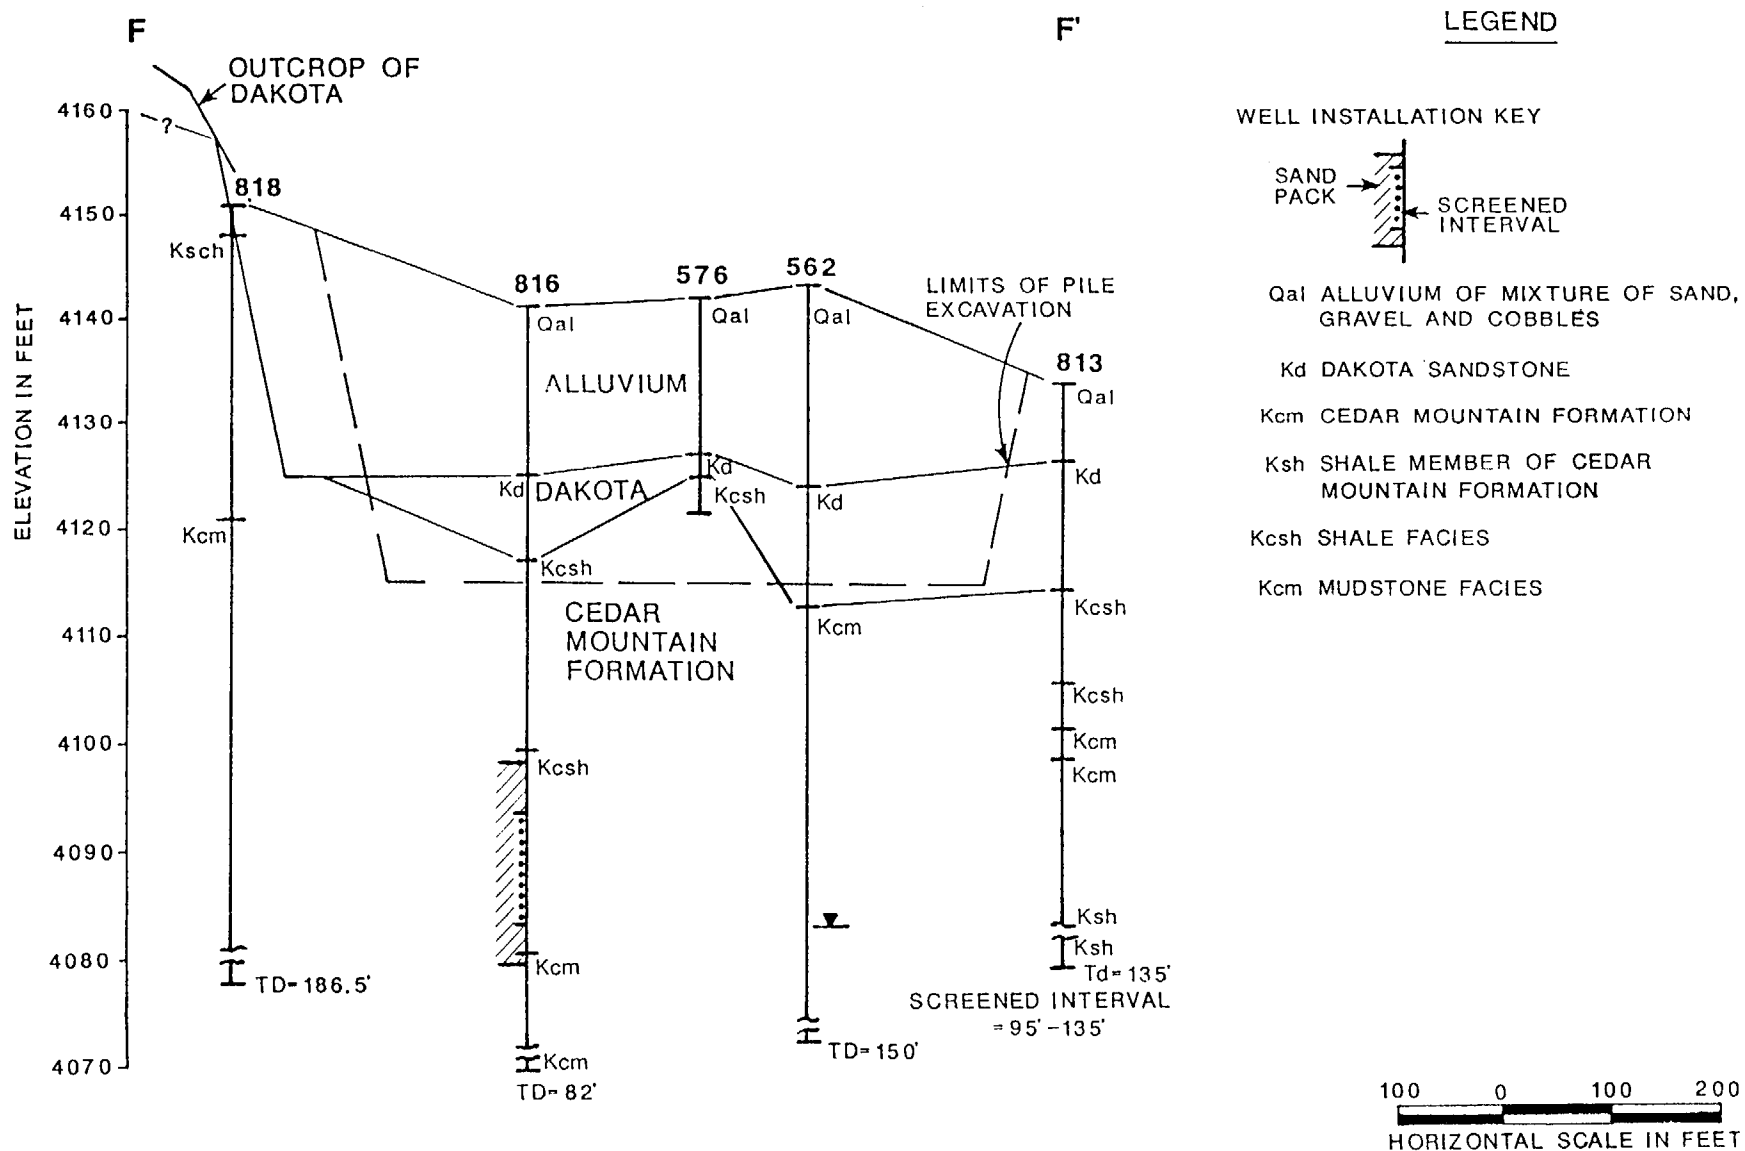 F
F'
LEGEND
OUTCROP OF
DAKOTA
4160
?
WELL INSTALLATION KEY
SAND
PACK
SCREENED
INTERVAL
818
4150
Ksch
816
576
562
LIMITS OF PILE
EXCAVATION
Qal ALLUVIUM OF MIXTURE OF SAND,
GRAVEL AND COBBLES
4140
Qal
Qal
Qal
813
Kd DAKOTA SANDSTONE
ALLUVIUM
Qal
Kcm CEDAR MOUNTAIN FORMATION
ELEVATION IN FEET
4130
Kd
Kd DAKOTA
Kcsh
Kd
Kd
Ksh SHALE MEMBER OF CEDAR
MOUNTAIN FORMATION
4120
Kcm
Kcsh SHALE FACIES
Kcsh
Kcm MUDSTONE FACIES
CEDAR
MOUNTAIN
FORMATION
4110
Kcm
Kcsh
Kcsh
4100
Kcm
Kcsh
Kcm
4090
Ksh
Ksh
4080
Kcm
Td=135'
TD=186.5'
SCREENED INTERVAL
=95'-135'
TD=150'
4070
Kcm
TD=82'
100 0 100 200
HORIZONTAL SCALE IN FEET